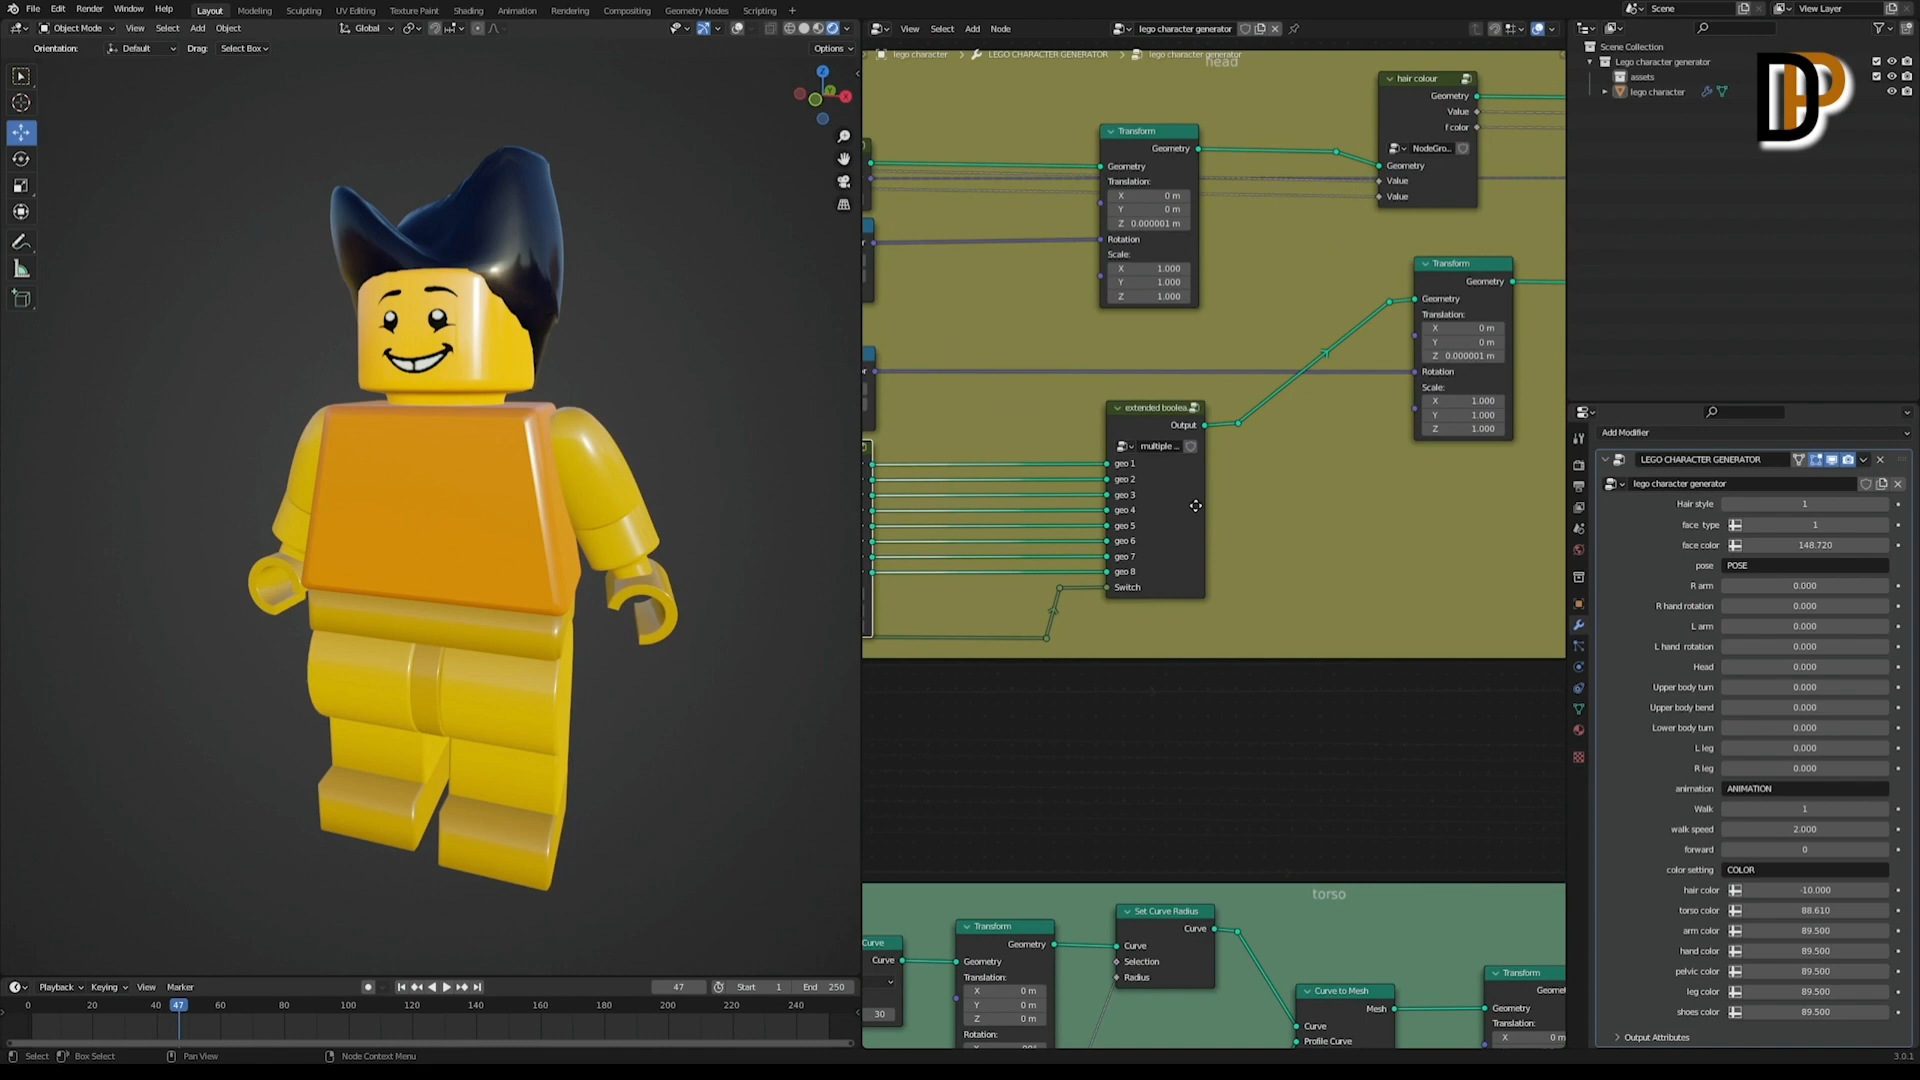 File Edit Render Window Help Layout Modeling Sculpting UV Editing Texture Paint Shading Animation Rendering Compositing Geometry Nodes Scripting +
Scene View Layer
Object Mode View Select Add Object Global Options
Orientation: Default Drag: Select Box
Z
Y
X
View Select Add Node lego character generator
lego character LEGO CHARACTER GENERATOR lego character generator
head
hair colour
Geometry
Value
f color
NodeGro...
Geometry
Value
Value
Transform
Geometry
Geometry
Translation:
X 0 m
Y 0 m
Z 0.000001 m
Rotation
Scale:
X 1.000
Y 1.000
Z 1.000
Transform
Geometry
Geometry
Translation:
X 0 m
Y 0 m
Z 0.000001 m
Rotation
Scale:
X 1.000
Y 1.000
Z 1.000
extended boolea..
Output
multiple ...
geo 1
geo 2
geo 3
geo 4
geo 5
geo 6
geo 7
geo 8
Switch
torso
Curve
Curve
30
Transform
Geometry
Geometry
Translation:
X 0 m
Y 0 m
Z 0 m
Rotation:
Set Curve Radius
Curve
Curve
Selection
Radius
Curve to Mesh
Mesh
Curve
Profile Curve
Transform
Geomet
Geometry
Translation:
X 0 m
Scene Collection
Lego character generator
assets
lego character
DP
Add Modifier
LEGO CHARACTER GENERATOR
lego character generator
Hair style 1
face type 1
face color 148.720
pose POSE
R arm 0.000
R hand rotation 0.000
L arm 0.000
L hand rotation 0.000
Head 0.000
Upper body turn 0.000
Upper body bend 0.000
Lower body turn 0.000
L leg 0.000
R leg 0.000
animation ANIMATION
Walk 1
walk speed 2.000
forward 0
color setting COLOR
hair color -10.000
torso color 88.610
arm color 89.500
hand color 89.500
pelvic color 89.500
leg color 89.500
shoes color 89.500
Output Attributes
Playback Keying View Marker 47 Start 1 End 250
0 20 40 47 60 80 100 120 140 160 180 200 220 240
Select Box Select Pan View Node Context Menu 3.0.1